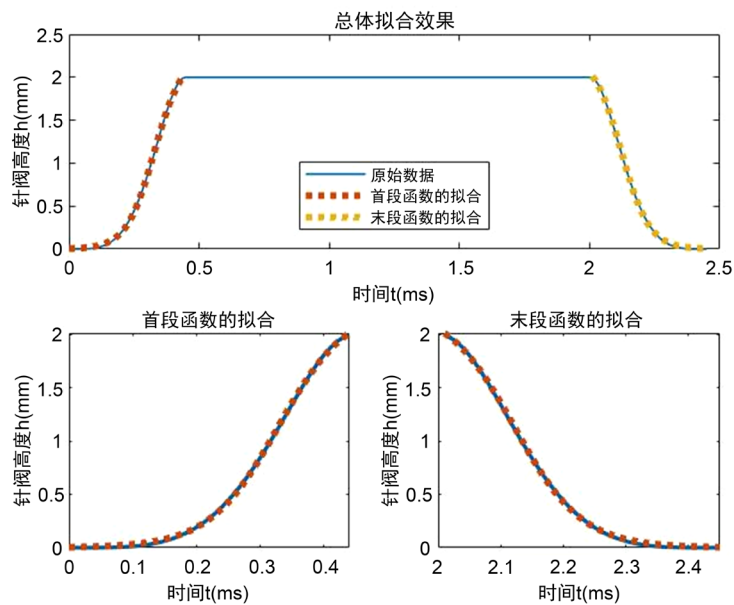 总体拟合效果
2.5
2
1.5
1
0.5
0
针阀高度h(mm)
原始数据
首段函数的拟合
末段函数的拟合
0
0.5
1
1.5
2
2.5
时间t(ms)
首段函数的拟合
2
1.5
1
0.5
0
针阀高度h(mm)
0
0.1
0.2
0.3
0.4
时间t(ms)
末段函数的拟合
2
1.5
1
0.5
0
针阀高度h(mm)
2
2.1
2.2
2.3
2.4
时间t(ms)